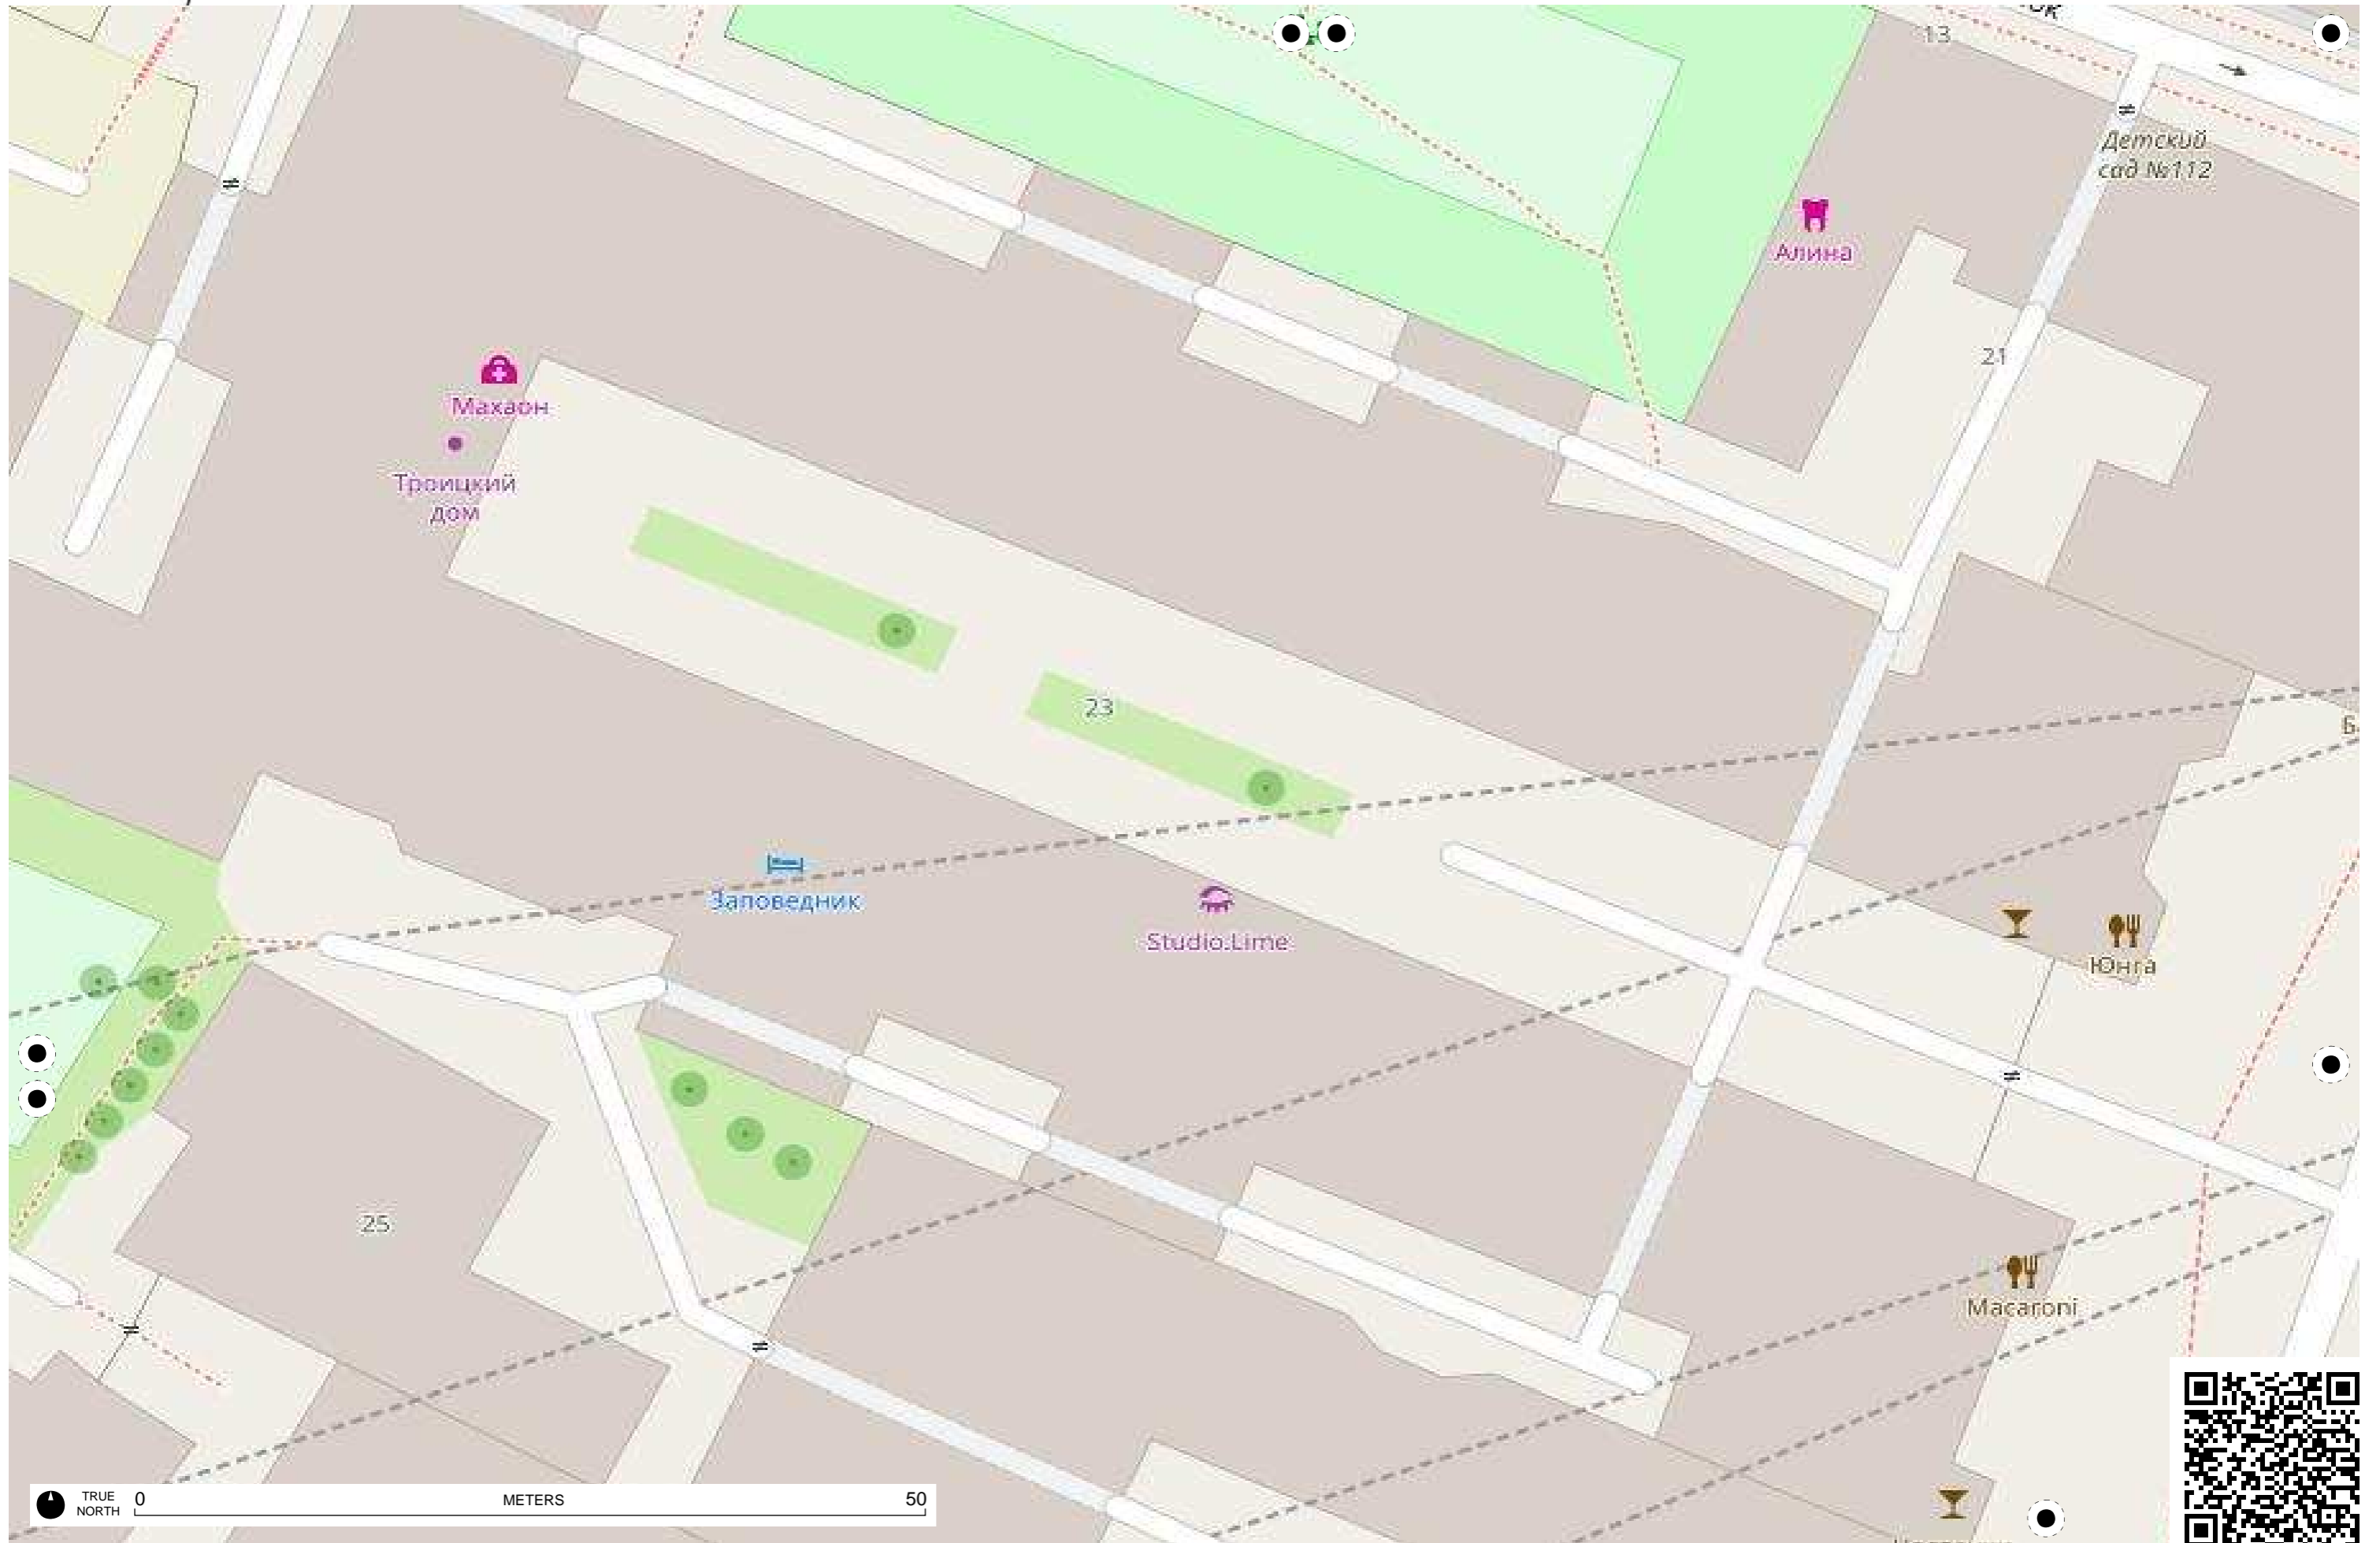 13
Детский
сад №112
Алина
21
Махаон
Троицкий
дом
23
Заповедник
Studio.Lime
Юнга
25
Macaroni
TRUE
NORTH
0 METERS 50